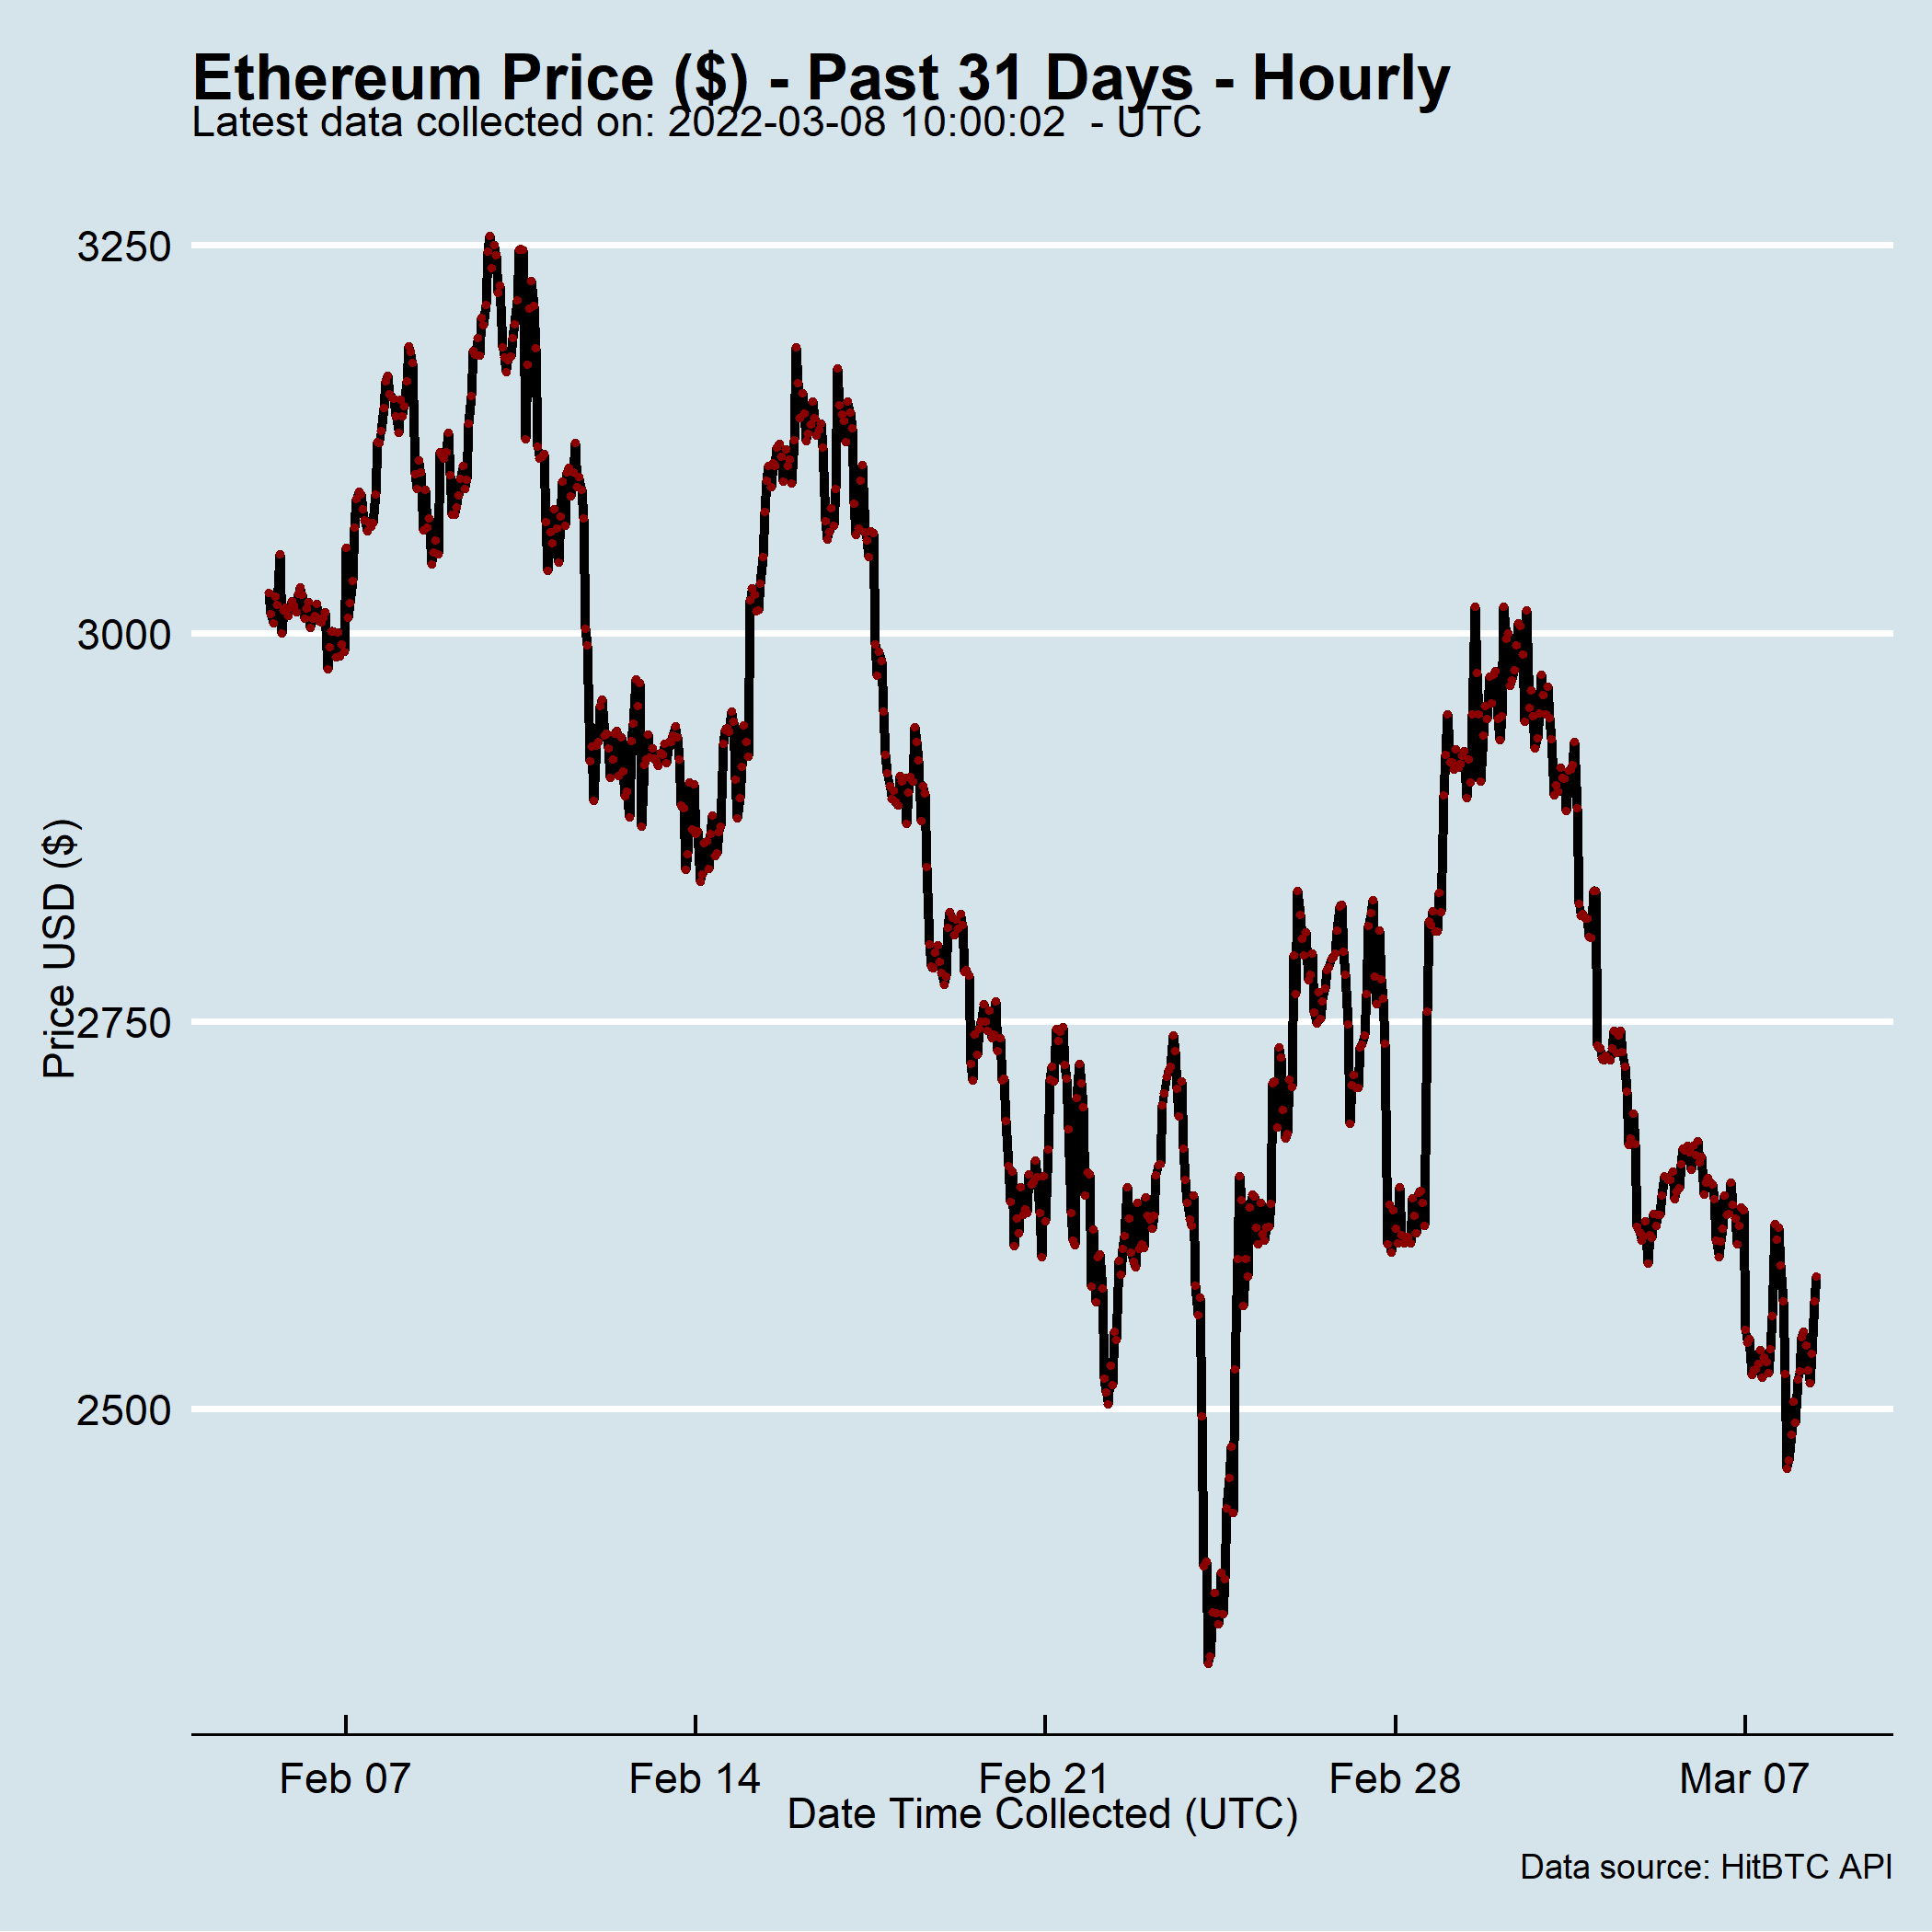 Ethereum Price ($) - Past 31 Days - Hourly
Latest data collected on: 2022-03-08 10:00:02  - UTC
3250
3000
2750
2500
Price USD ($)
Feb 07
Feb 14
Feb 21
Feb 28
Mar 07
Date Time Collected (UTC)
Data source: HitBTC API